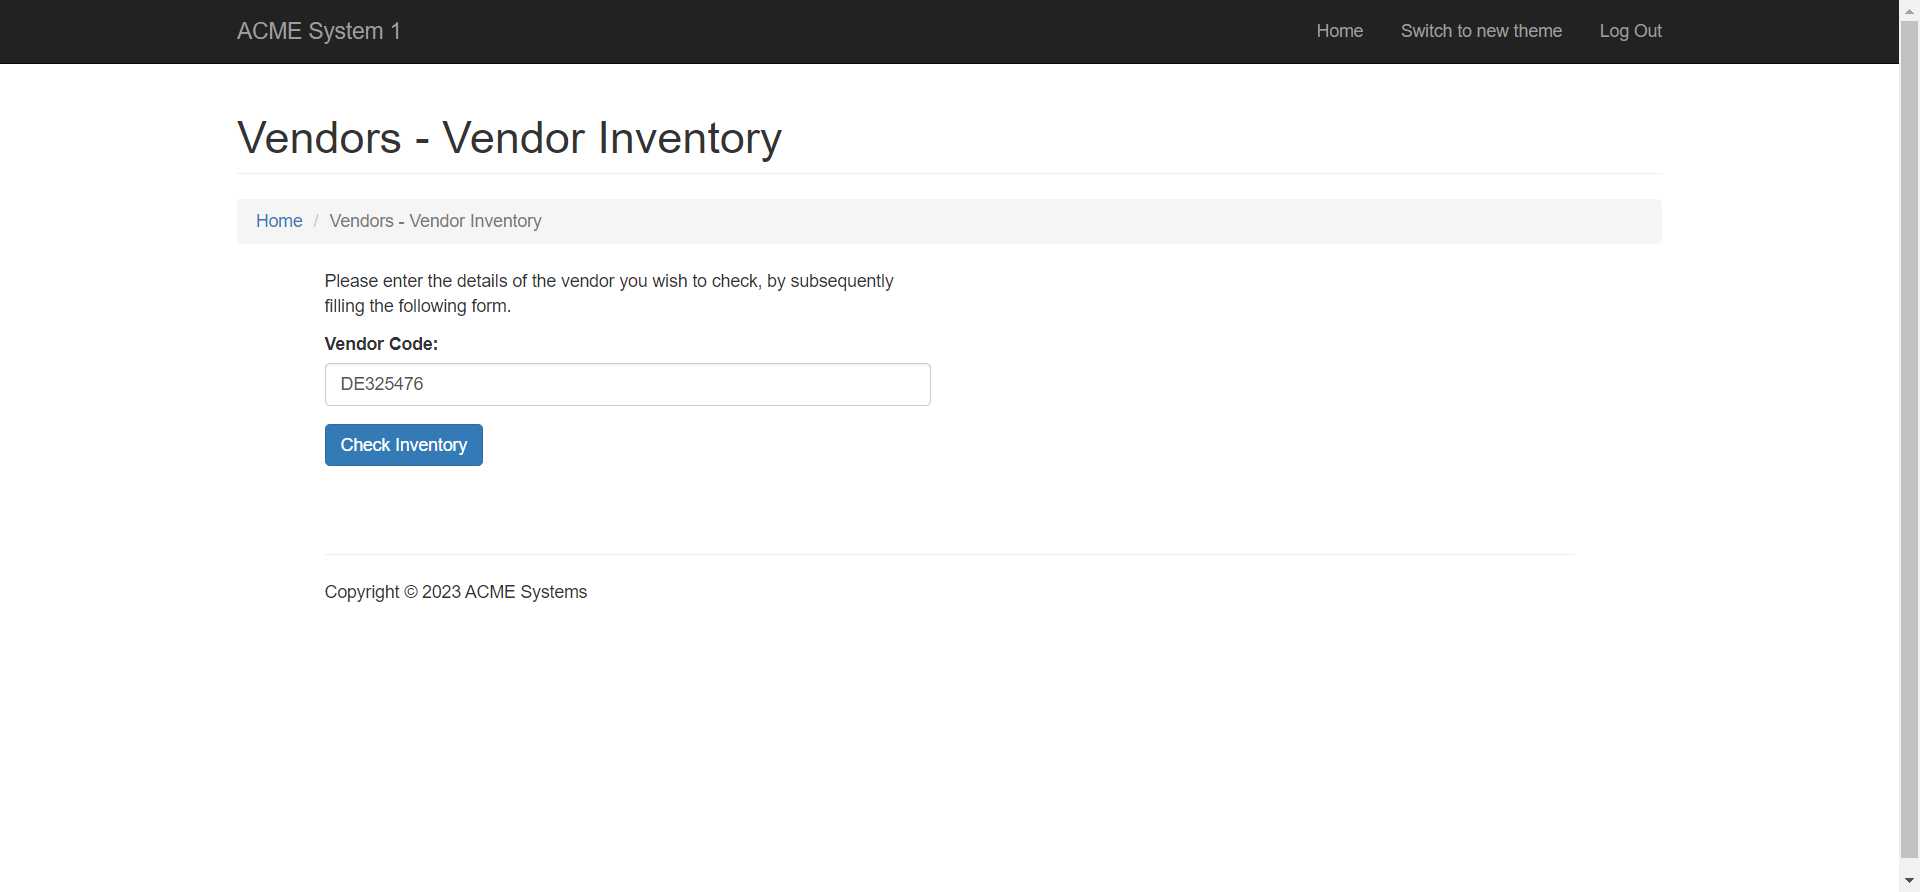 ACME System 1
Home
Switch to new theme
Log Out
Vendors - Vendor Inventory
Home / Vendors - Vendor Inventory
Please enter the details of the vendor you wish to check, by subsequently
filling the following form.
Vendor Code:
DE325476
Check Inventory
Copyright © 2023 ACME Systems